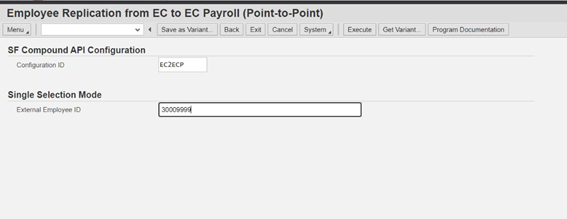 Employee Replication from EC to EC Payroll (Point-to-Point)
Menu Save as Variant... Back Exit Cancel System Execute Get Variant... Program Documentation
SF Compound API Configuration
Configuration ID EC2ECP
Single Selection Mode
External Employee ID 30009999